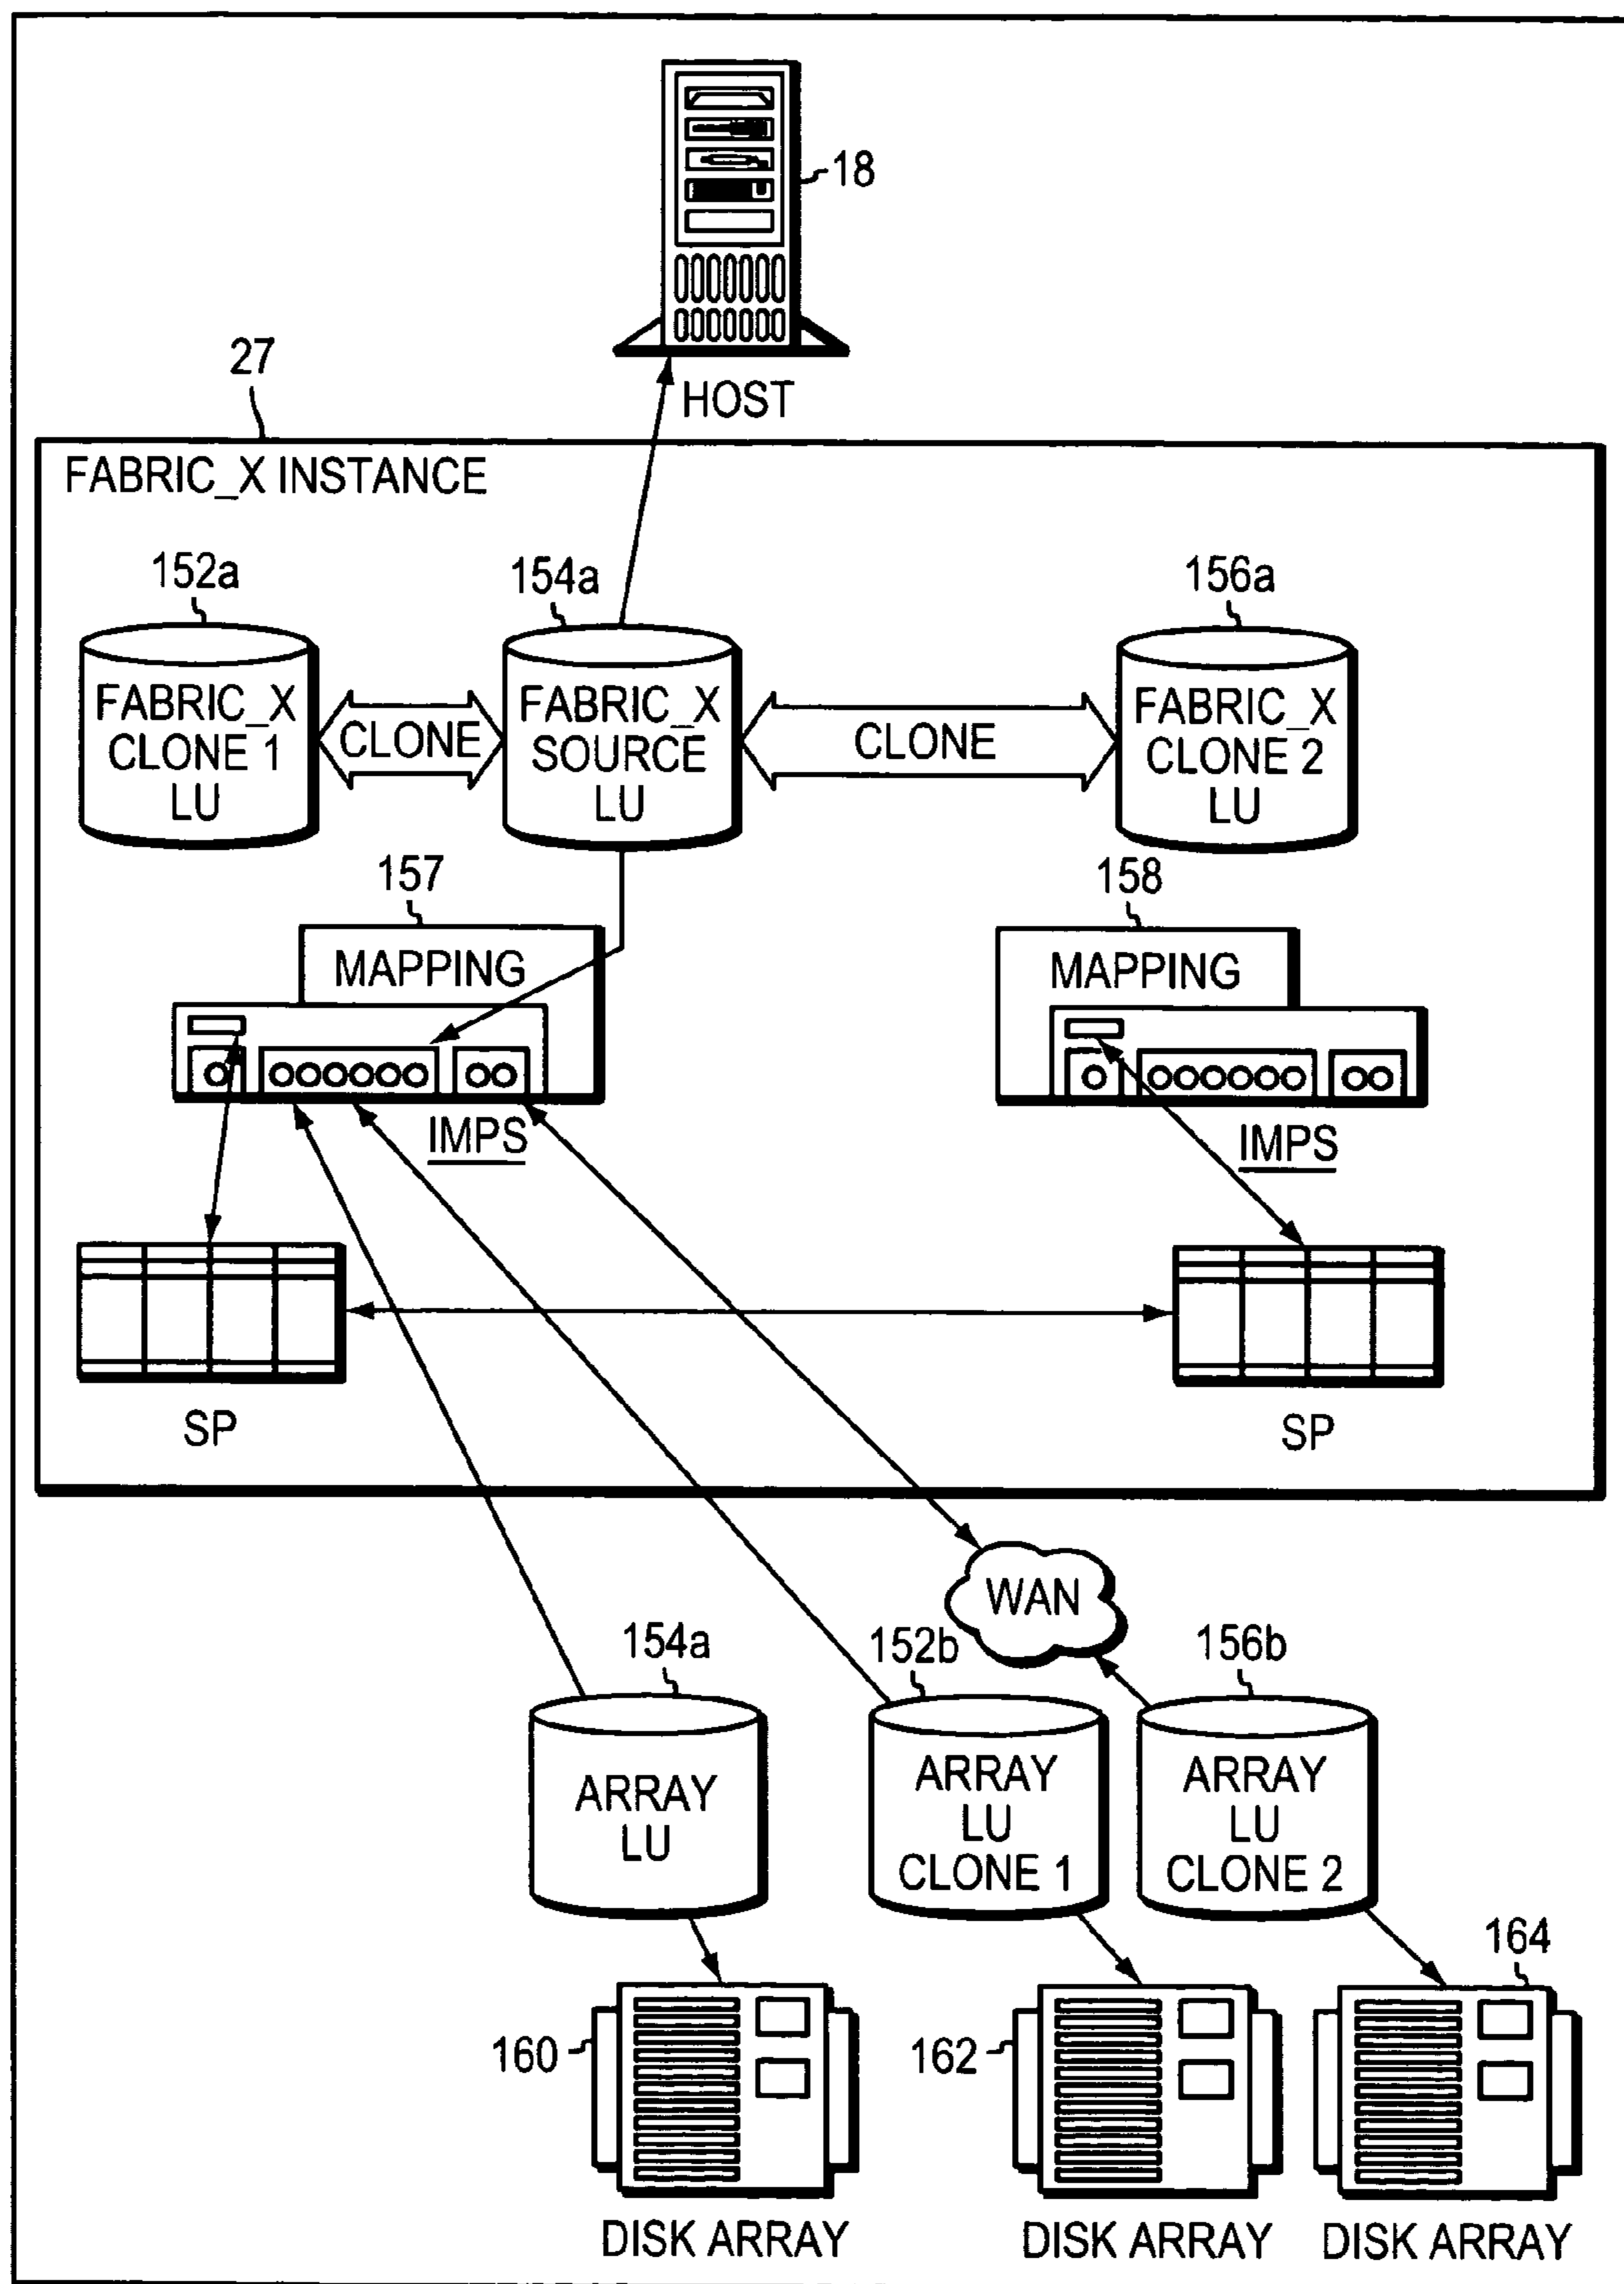 18
HOST
27
FABRIC_X INSTANCE
152a
154a
156a
FABRIC_X
CLONE 1
LU
CLONE
FABRIC_X
SOURCE
LU
CLONE
FABRIC_X
CLONE 2
LU
157
158
MAPPING
MAPPING
IMPS
IMPS
SP
SP
WAN
154a
152b
156b
ARRAY
LU
ARRAY
LU
CLONE 1
ARRAY
LU
CLONE 2
164
160
162
DISK ARRAY
DISK ARRAY
DISK ARRAY